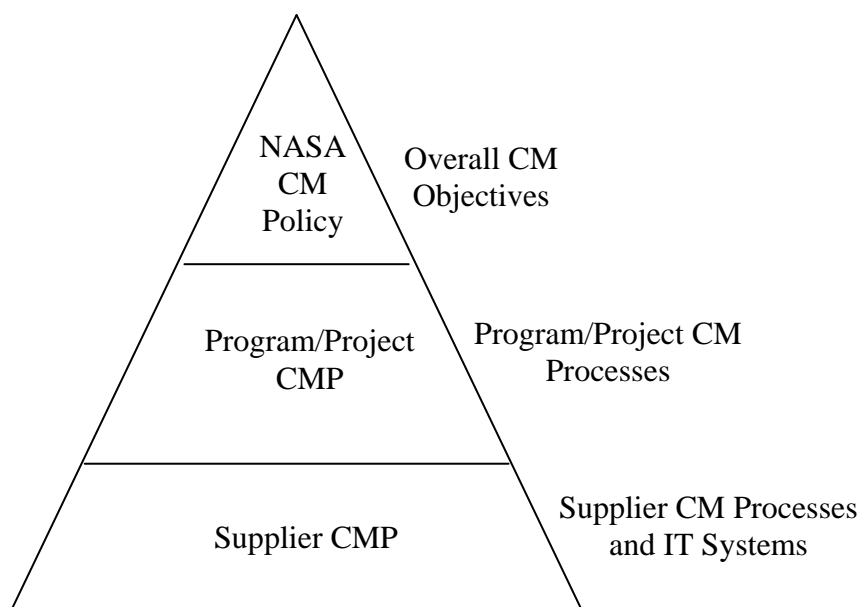 NASA
CM
Policy
Overall CM
Objectives
Program/Project
CMP
Program/Project CM
Processes
Supplier CMP
Supplier CM Processes
and IT Systems